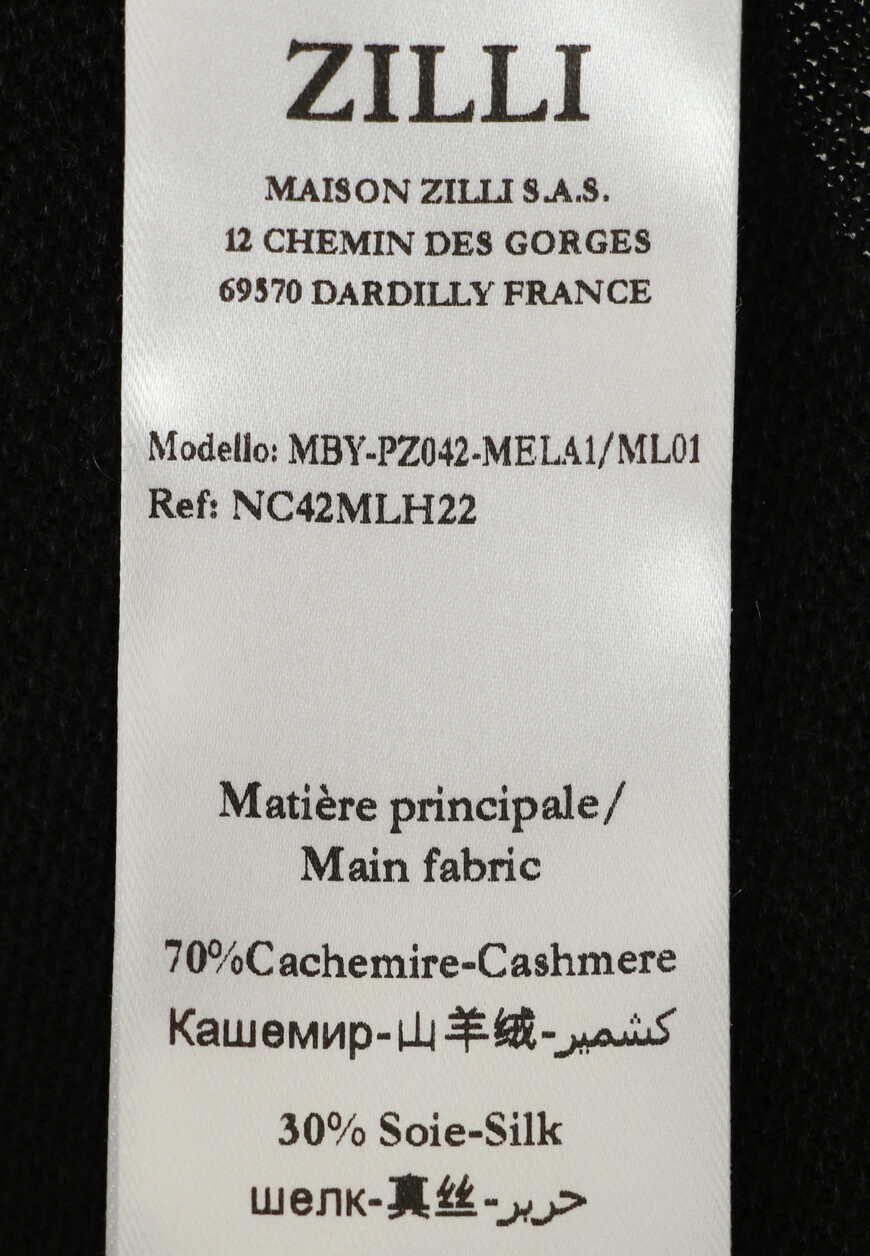 ZILLI
MAISON ZILLI S.A.S.
12 CHEMIN DES GORGES
69570 DARDILLY FRANCE
Modello: MBY-PZ042-MELA1/ML01
Ref: NC42MLH22
Matière principale/
Main fabric
70%Cachemire-Cashmere
Кашемир-山羊绒-كشمير
30% Soie-Silk
шелк-真丝-حرير